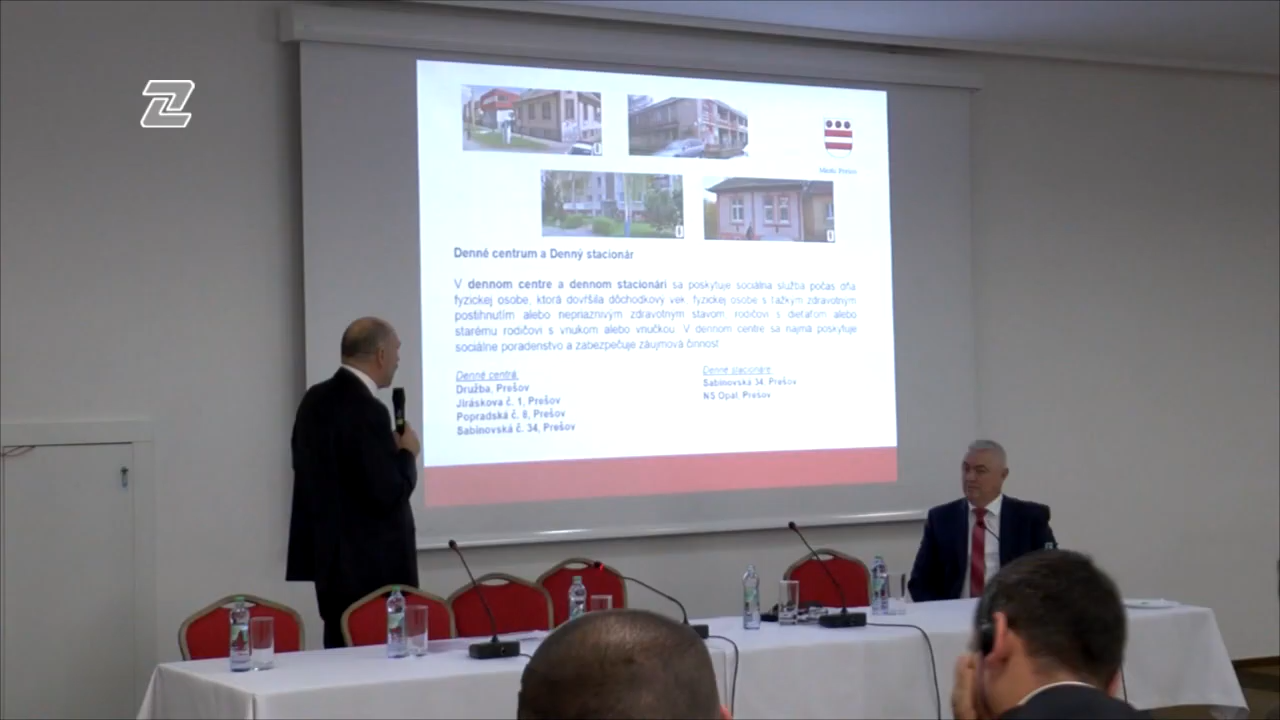 Mesto Prešov
Denné centrum a Denný stacionár
V dennom centre a dennom stacionári sa poskytuje sociálna služba počas dňa
fyzickej osobe, ktorá dovŕšila dôchodkový vek, fyzickej osobe s ťažkým zdravotným
postihnutím alebo nepriaznivým zdravotným stavom, rodičovi s dieťaťom alebo
starému rodičovi s vnukom alebo vnučkou. V dennom centre sa najmä poskytuje
sociálne poradenstvo a zabezpečuje záujmová činnosť.
Denné centrá:
Družba, Prešov
Jiráskova č. 1, Prešov
Popradská č. 8, Prešov
Sabinovská č. 34, Prešov
Denné stacionáre:
Sabinovská 34, Prešov
NS Opál, Prešov